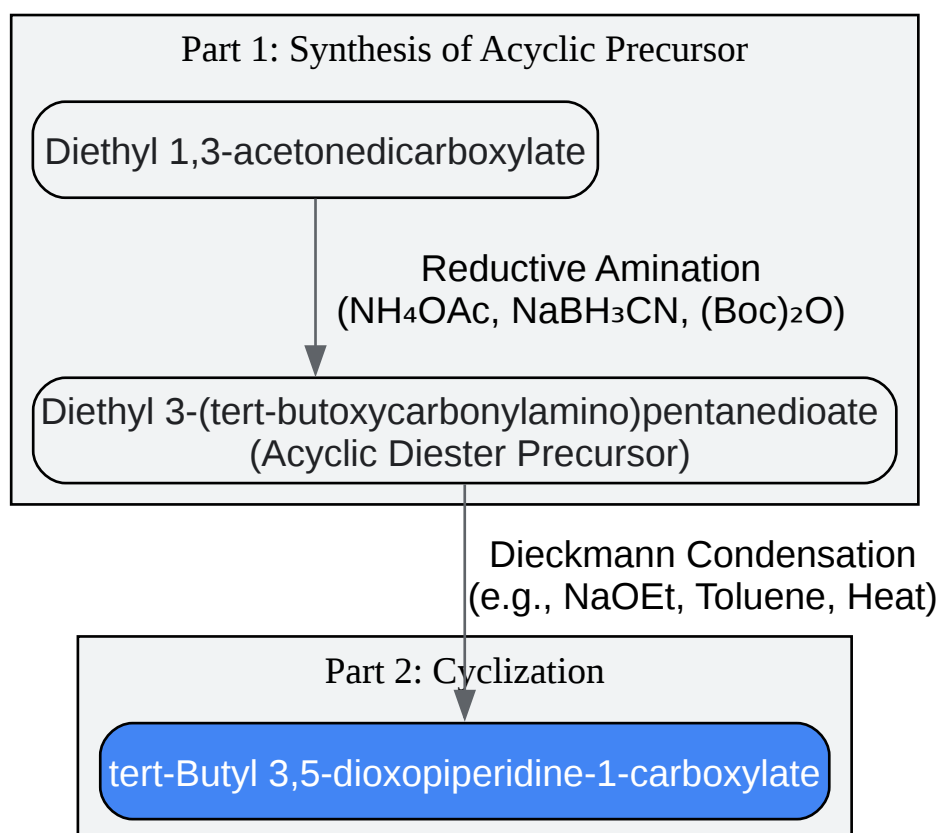 Part 1: Synthesis of Acyclic Precursor
Diethyl 1,3-acetonedicarboxylate
Reductive Amination
(NH₄OAc, NaBH₃CN, (Boc)₂O)
Diethyl 3-(tert-butoxycarbonylamino)pentanedioate
(Acyclic Diester Precursor)
Dieckmann Condensation
(e.g., NaOEt, Toluene, Heat)
Part 2: Cyclization
tert-Butyl 3,5-dioxopiperidine-1-carboxylate